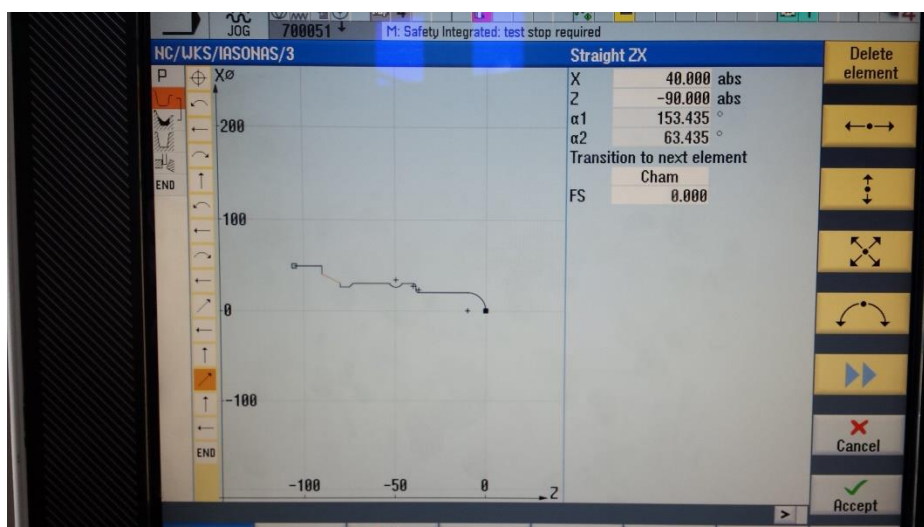 JOG
700051
M: Safety Integrated: test stop required
NC/WKS/IASONAS/3
Straight ZX
Delete
element
P
END
X⌀
200
100
0
-100
-100
-50
0
Z
END
X 40.000 abs
Z -90.000 abs
α1 153.435 °
α2 63.435 °
Transition to next element
Cham
FS 0.000
>
Cancel
Accept